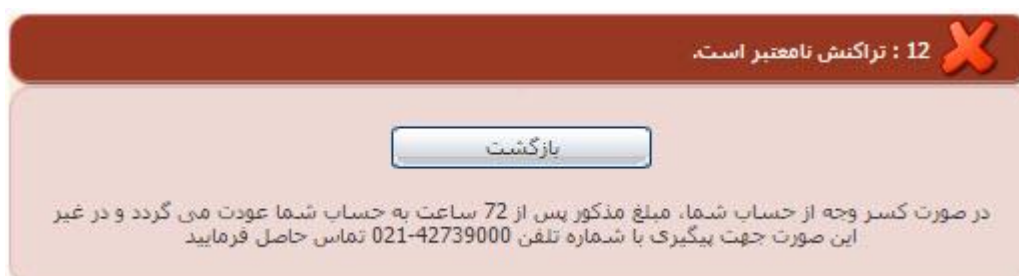 12 : تراکنش نامعتبر است.
بازگشت
در صورت کسر وجه از حساب شما، مبلغ مذکور پس از 72 ساعت به حساب شما عودت می گردد و در غیر
این صورت جهت پیگیری با شماره تلفن 42739000-021 تماس حاصل فرمایید